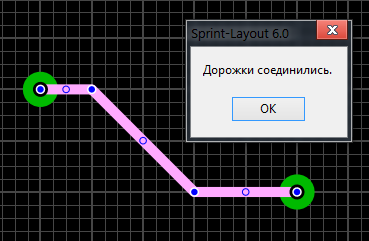 Sprint-Layout 6.0
Дорожки соединились.
OK